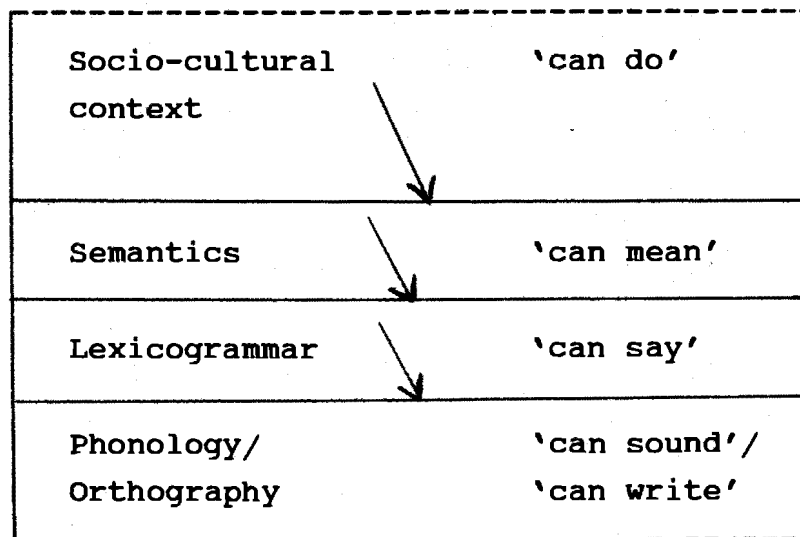 Socio-cultural ‘can do’
context
Semantics ‘can mean’
Lexicogrammar ‘can say’
Phonology/ ‘can sound’/
Orthography ‘can write’